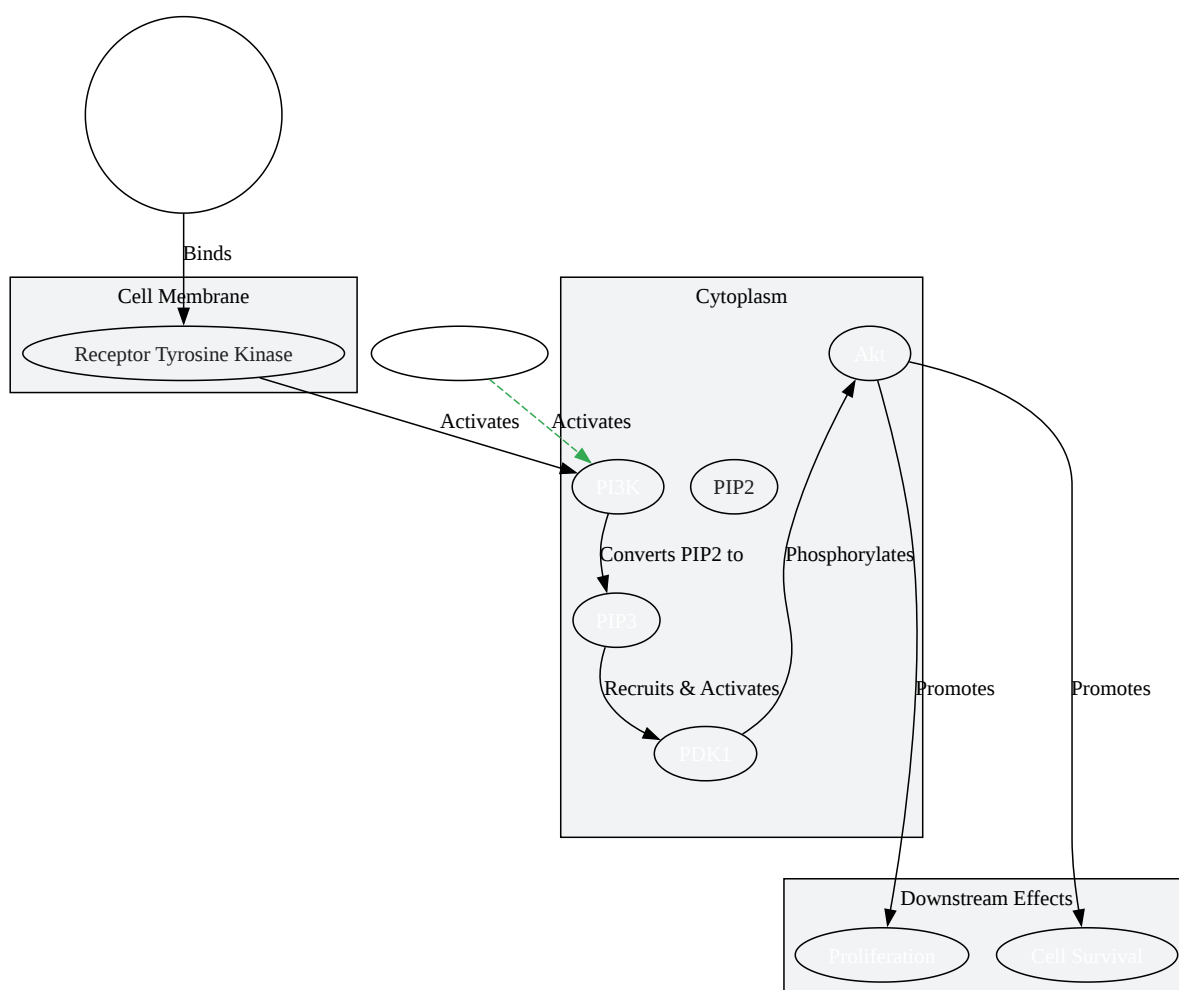 Binds
Cell Membrane
Cytoplasm
Receptor Tyrosine Kinase
Akt
Activates
Activates
PI3K
PIP2
Converts PIP2 to
Phosphorylates
PIP3
Recruits & Activates
Promotes
Promotes
PDK1
Downstream Effects
Proliferation
Cell Survival